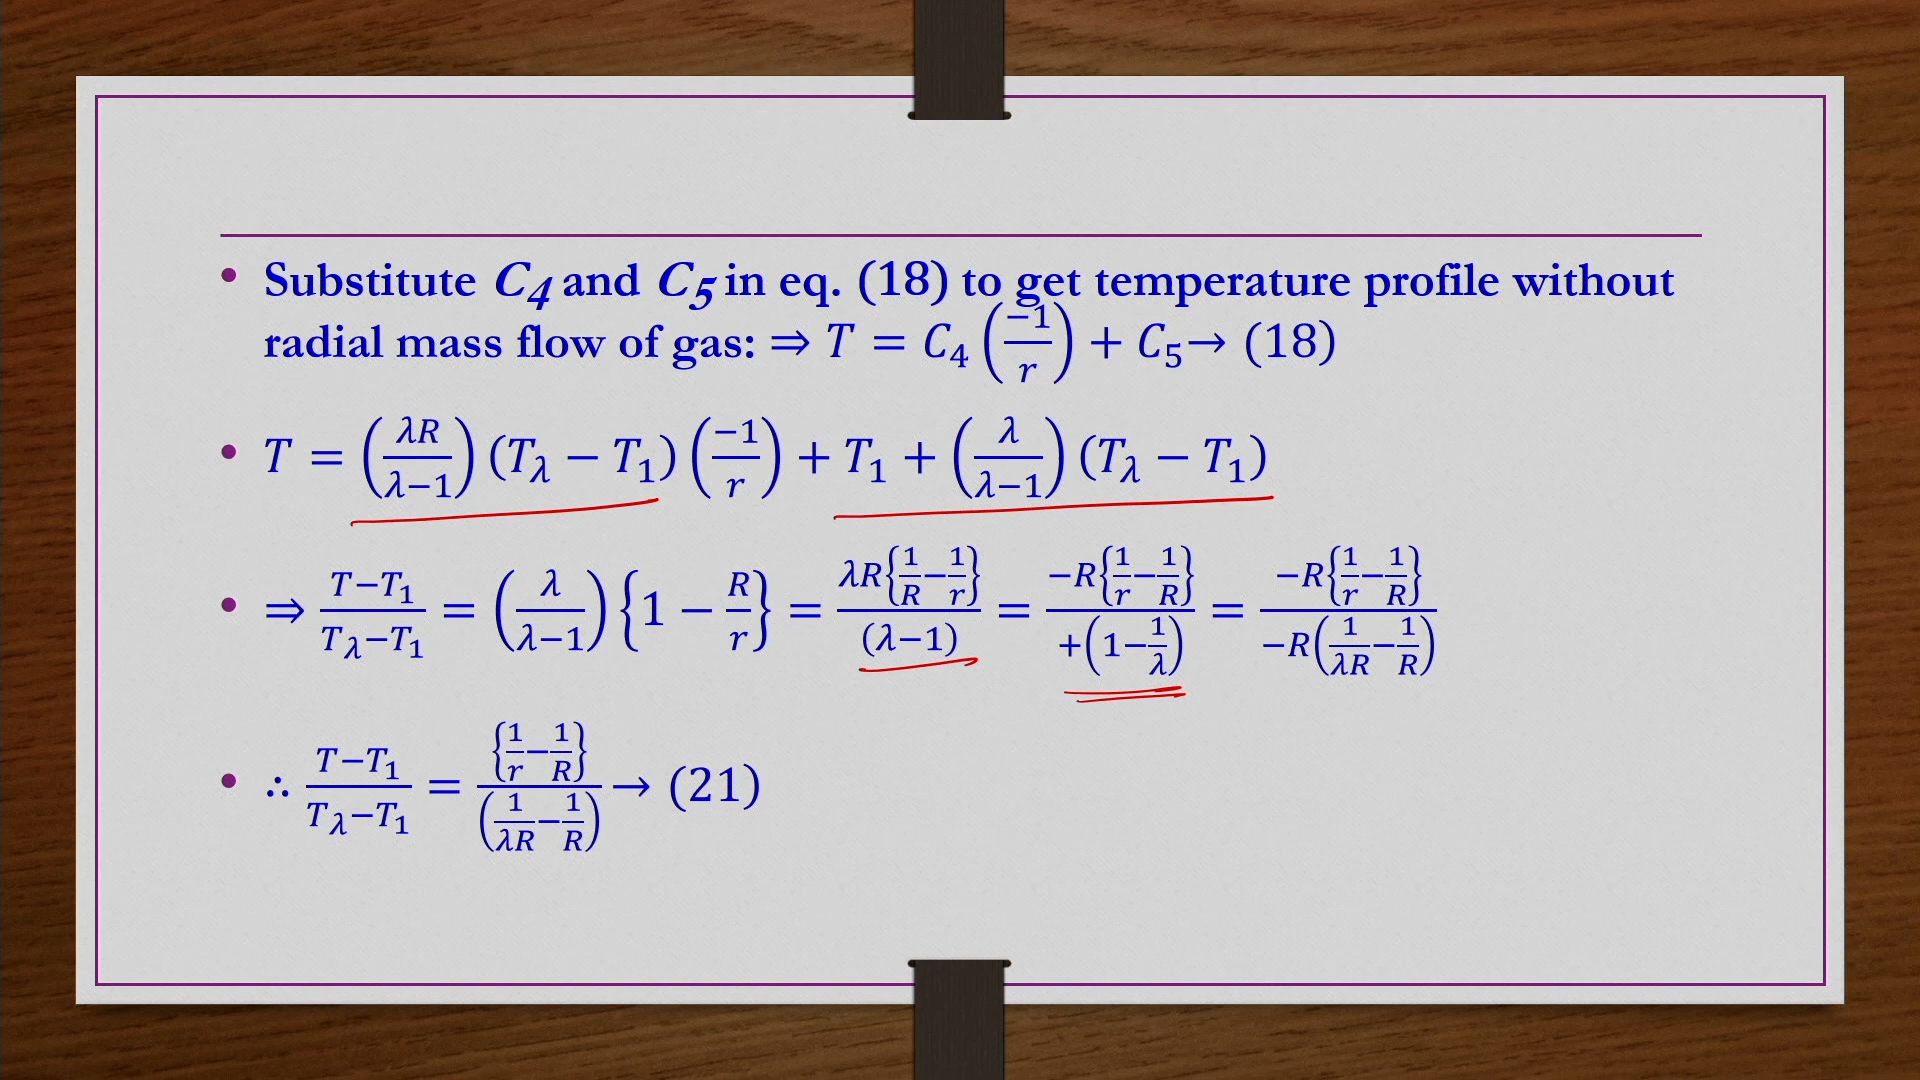 • Substitute C₄ and C₅ in eq. (18) to get temperature profile without
radial mass flow of gas: ⇒ T = C₄ (−1/r) + C₅→ (18)
• T = (λR/(λ−1)) (T_λ − T₁) (−1/r) + T₁ + (λ/(λ−1)) (T_λ − T₁)
• ⇒ (T−T₁)/(T_λ−T₁) = (λ/(λ−1)) {1 − R/r} = λR{1/R−1/r}/(λ−1) = −R{1/r−1/R}/+(1−1/λ) = −R{1/r−1/R}/−R(1/λR−1/R)
• ∴ (T−T₁)/(T_λ−T₁) = {1/r−1/R}/(1/λR−1/R) → (21)